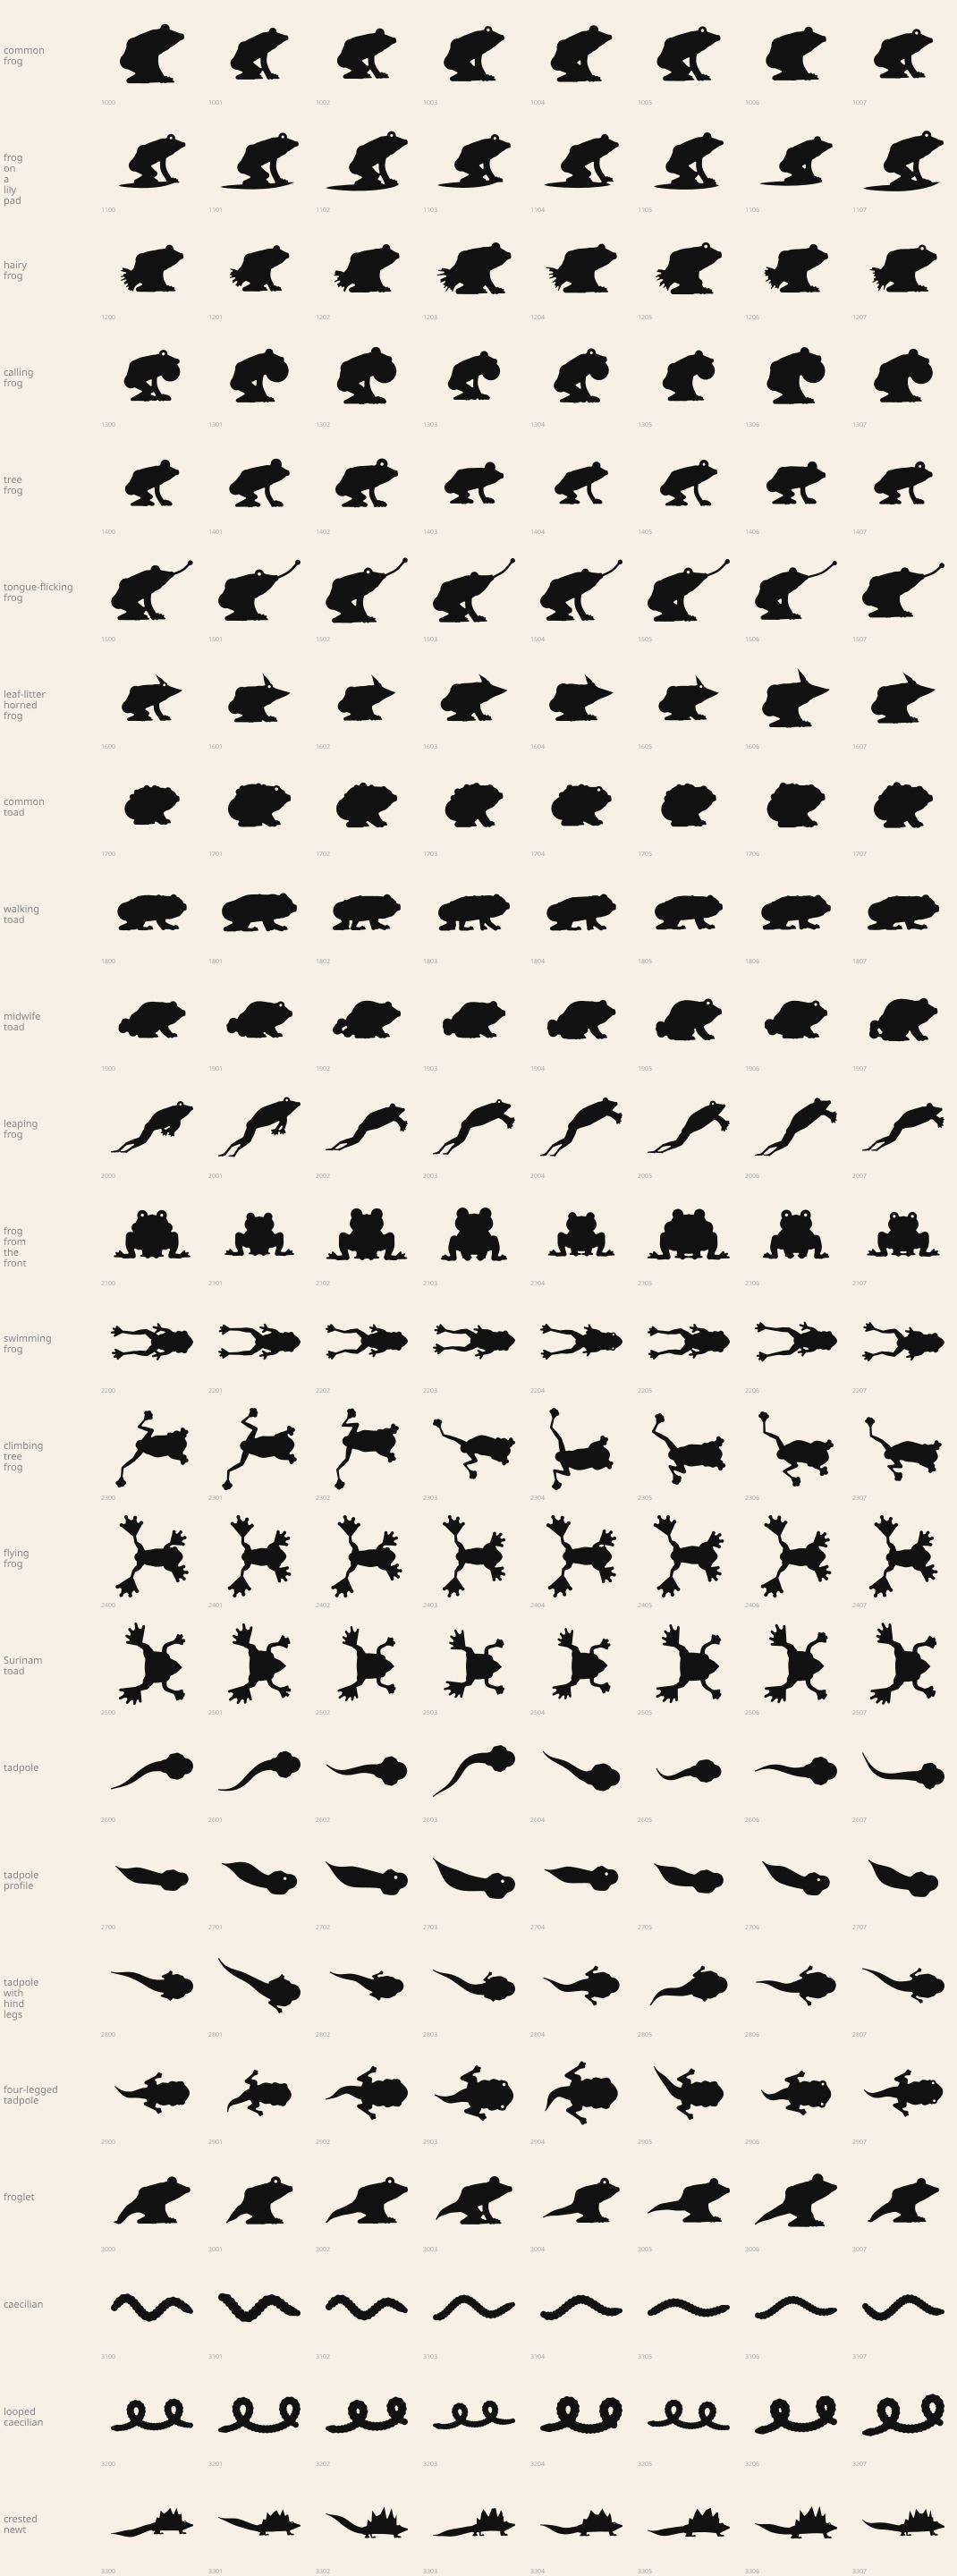 common
frog
1000 1001 1002 1003 1004 1005 1006 1007
frog
on
a
lily
pad
1100 1101 1102 1103 1104 1105 1106 1107
hairy
frog
1200 1201 1202 1203 1204 1205 1206 1207
calling
frog
1300 1301 1302 1303 1304 1305 1306 1307
tree
frog
1400 1401 1402 1403 1404 1405 1406 1407
tongue-flicking
frog
1500 1501 1502 1503 1504 1505 1506 1507
leaf-litter
horned
frog
1600 1601 1602 1603 1604 1605 1606 1607
common
toad
1700 1701 1702 1703 1704 1705 1706 1707
walking
toad
1800 1801 1802 1803 1804 1805 1806 1807
midwife
toad
1900 1901 1902 1903 1904 1905 1906 1907
leaping
frog
2000 2001 2002 2003 2004 2005 2006 2007
frog
from
the
front
2100 2101 2102 2103 2104 2105 2106 2107
swimming
frog
2200 2201 2202 2203 2204 2205 2206 2207
climbing
tree
frog
2300 2301 2302 2303 2304 2305 2306 2307
flying
frog
2400 2401 2402 2403 2404 2405 2406 2407
Surinam
toad
2500 2501 2502 2503 2504 2505 2506 2507
tadpole
2600 2601 2602 2603 2604 2605 2606 2607
tadpole
profile
2700 2701 2702 2703 2704 2705 2706 2707
tadpole
with
hind
legs
2800 2801 2802 2803 2804 2805 2806 2807
four-legged
tadpole
2900 2901 2902 2903 2904 2905 2906 2907
froglet
3000 3001 3002 3003 3004 3005 3006 3007
caecilian
3100 3101 3102 3103 3104 3105 3106 3107
looped
caecilian
3200 3201 3202 3203 3204 3205 3206 3207
crested
newt
3300 3301 3302 3303 3304 3305 3306 3307